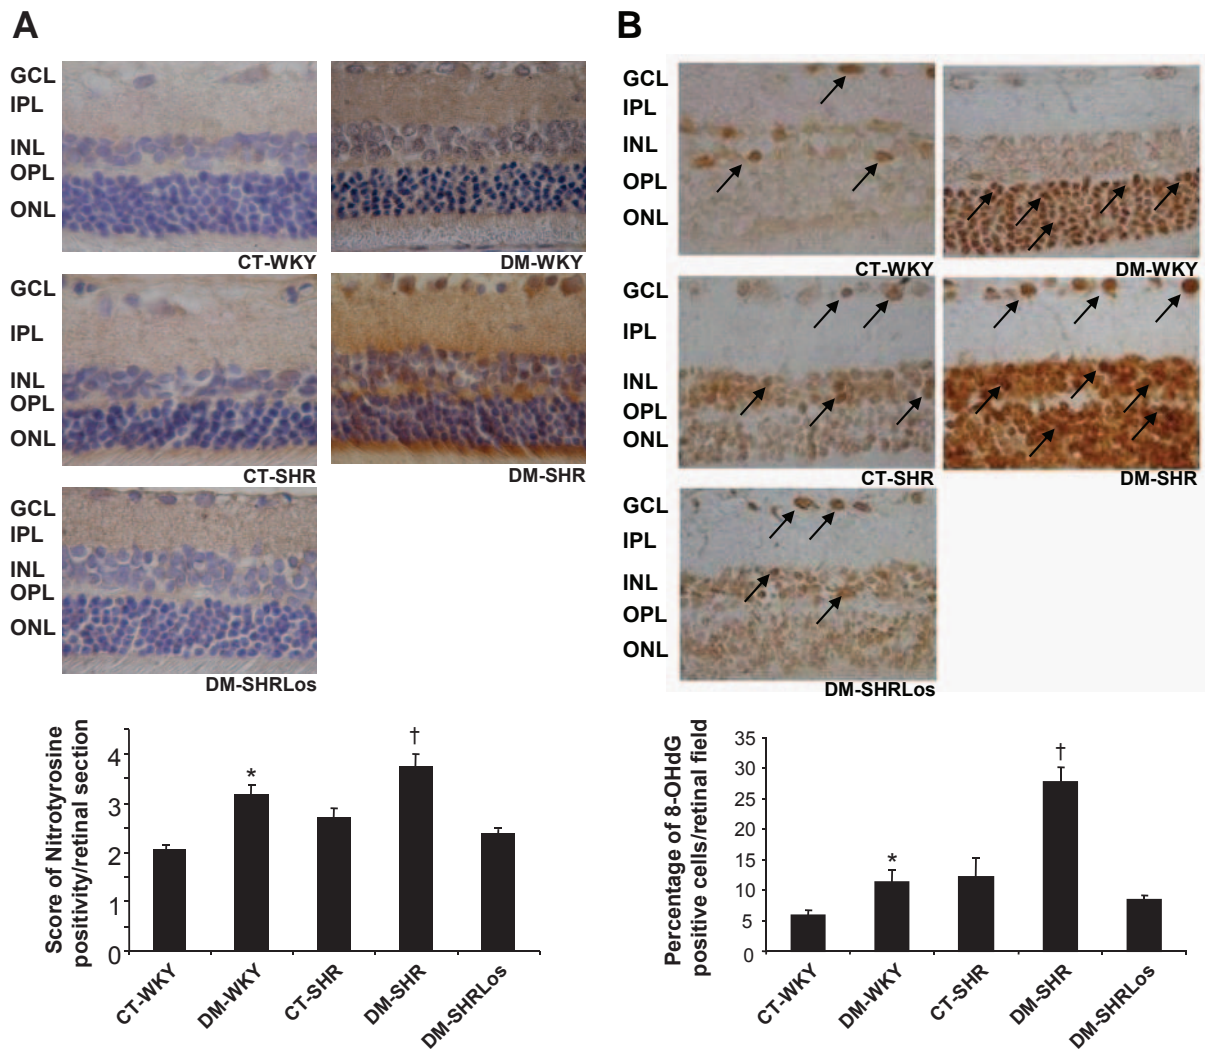 A
GCL
IPL
INL
OPL
ONL
CT-WKY
DM-WKY
GCL
IPL
INL
OPL
ONL
CT-SHR
DM-SHR
GCL
IPL
INL
OPL
ONL
DM-SHRLos
Score of Nitrotyrosine
positivity/retinal section
4
3
2
1
0
*
†
CT-WKY
DM-WKY
CT-SHR
DM-SHR
DM-SHRLos
B
GCL
IPL
INL
OPL
ONL
CT-WKY
DM-WKY
GCL
IPL
INL
OPL
ONL
CT-SHR
DM-SHR
GCL
IPL
INL
OPL
ONL
DM-SHRLos
Percentage of 8-OHdG
positive cells/retinal field
35
30
25
20
15
10
5
0
*
†
CT-WKY
DM-WKY
CT-SHR
DM-SHR
DM-SHRLos